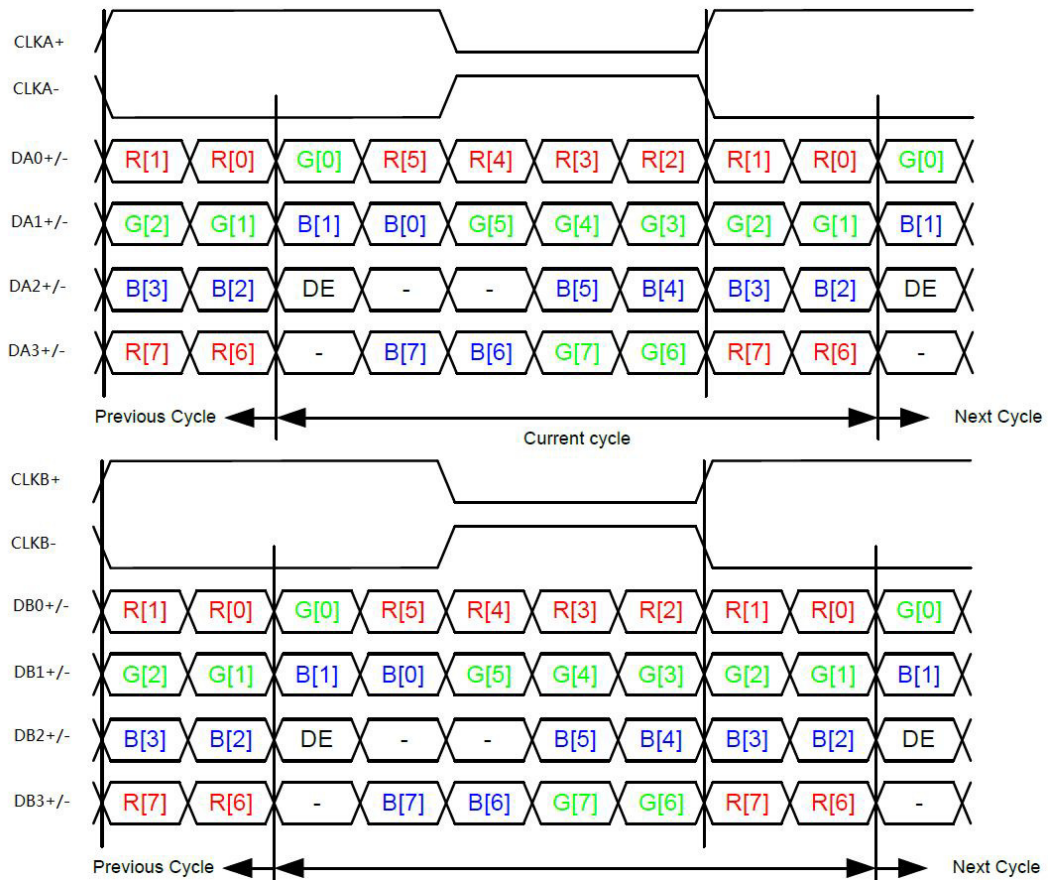 CLKA+
CLKA-
DA0+/- R[1] R[0] G[0] R[5] R[4] R[3] R[2] R[1] R[0] G[0]
DA1+/- G[2] G[1] B[1] B[0] G[5] G[4] G[3] G[2] G[1] B[1]
DA2+/- B[3] B[2] DE - - B[5] B[4] B[3] B[2] DE
DA3+/- R[7] R[6] - B[7] B[6] G[7] G[6] R[7] R[6] -
Previous Cycle Current cycle Next Cycle
CLKB+
CLKB-
DB0+/- R[1] R[0] G[0] R[5] R[4] R[3] R[2] R[1] R[0] G[0]
DB1+/- G[2] G[1] B[1] B[0] G[5] G[4] G[3] G[2] G[1] B[1]
DB2+/- B[3] B[2] DE - - B[5] B[4] B[3] B[2] DE
DB3+/- R[7] R[6] - B[7] B[6] G[7] G[6] R[7] R[6] -
Previous Cycle Next Cycle